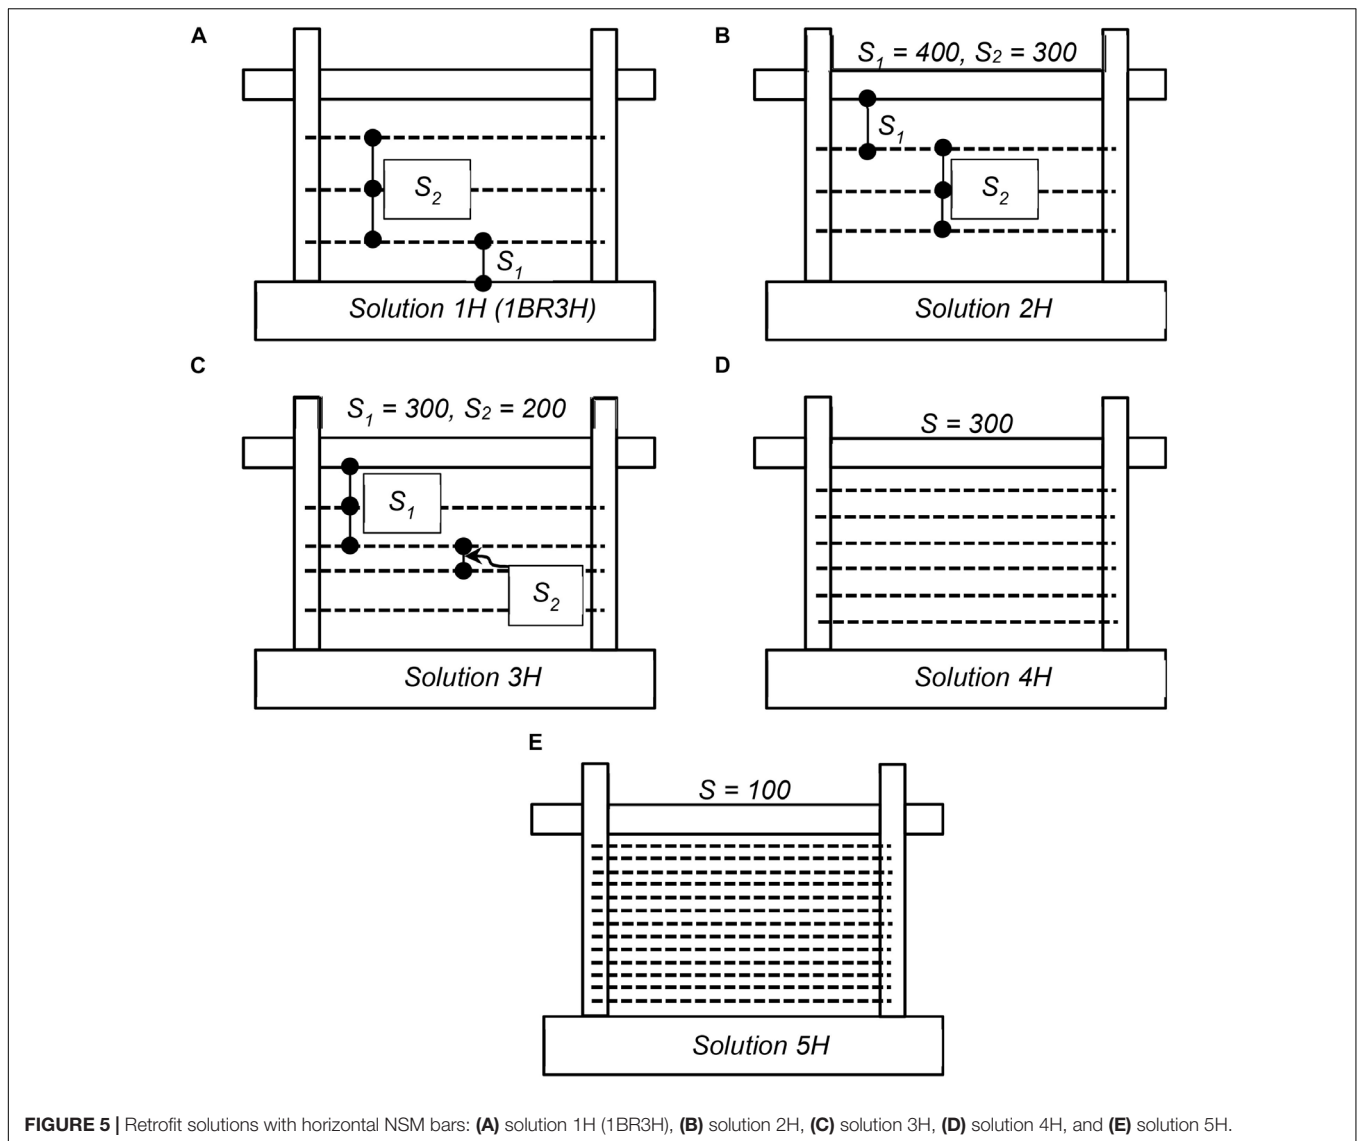 A
S2
S1
Solution 1H (1BR3H)
B
S1 = 400, S2 = 300
S1
S2
Solution 2H
C
S1 = 300, S2 = 200
S1
S2
Solution 3H
D
S = 300
Solution 4H
E
S = 100
Solution 5H
FIGURE 5 | Retrofit solutions with horizontal NSM bars: (A) solution 1H (1BR3H), (B) solution 2H, (C) solution 3H, (D) solution 4H, and (E) solution 5H.